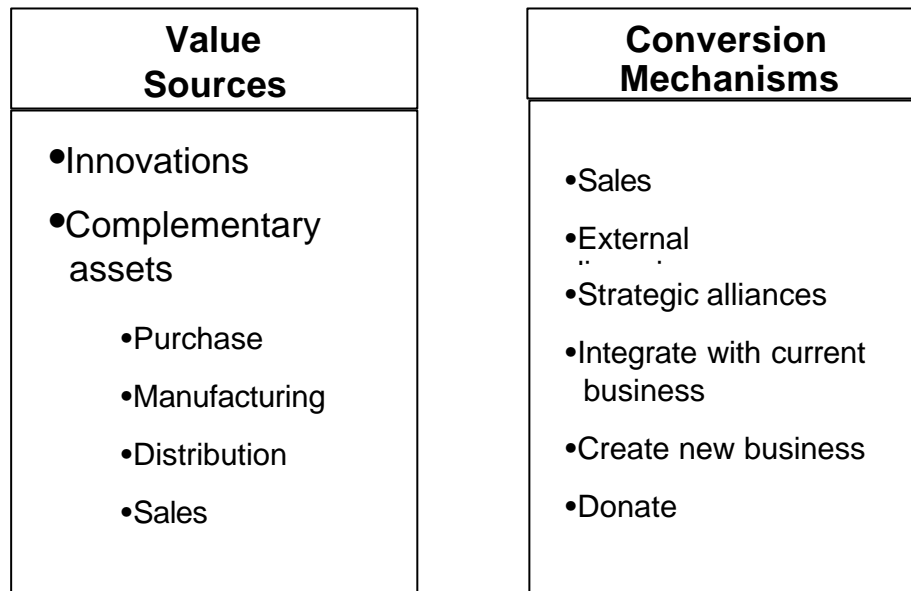 Value
Sources
•Innovations
•Complementary
assets
•Purchase
•Manufacturing
•Distribution
•Sales
Conversion
Mechanisms
•Sales
•External
•Strategic alliances
•Integrate with current
business
•Create new business
•Donate